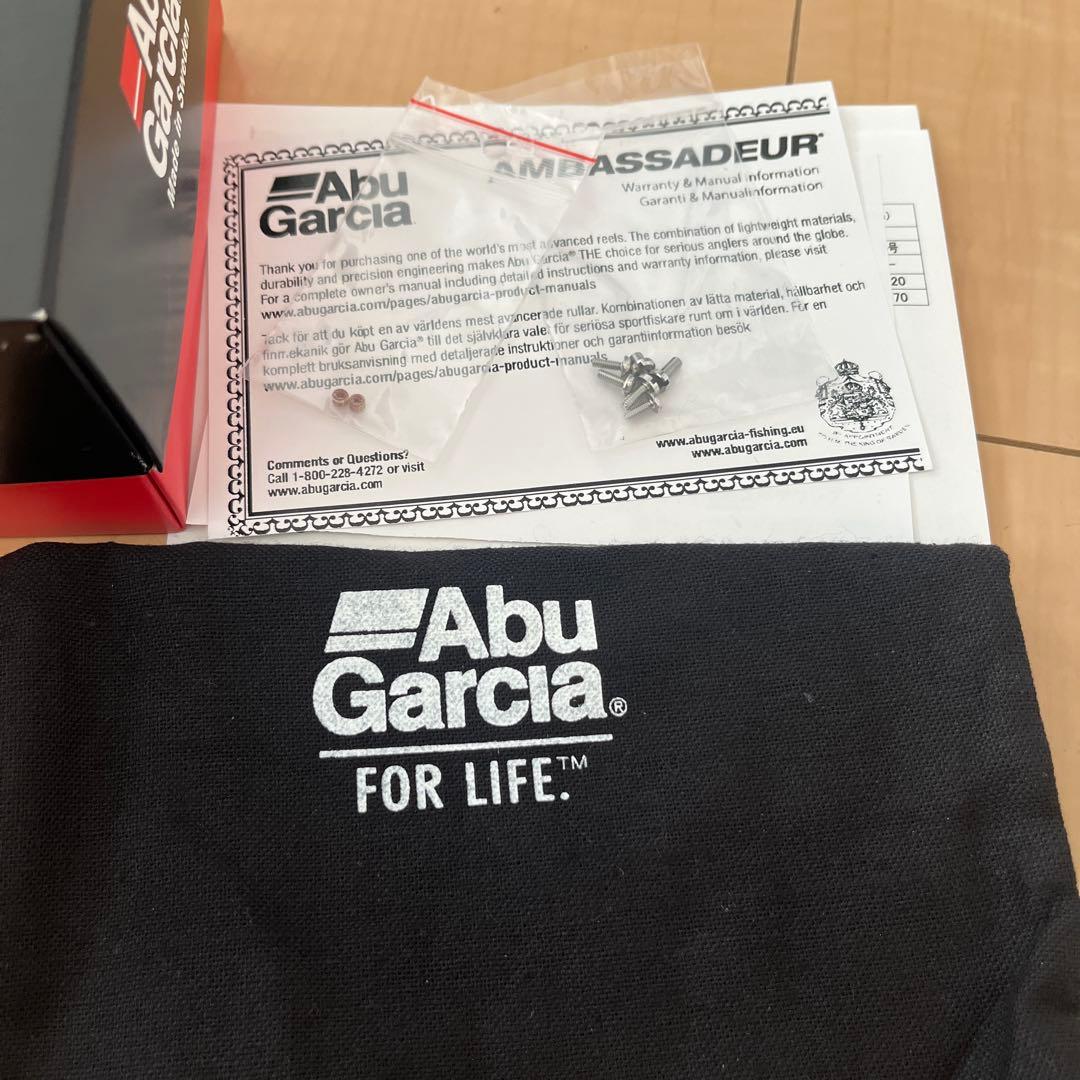 Abu
Garcia
Made in Sweden
Abu
Garcia
AMBASSADEUR®
Warranty & Manual information
Garanti & Manualinformation
Thank you for purchasing one of the world's most advanced reels. The combination of lightweight materials,
durability and precision engineering makes Abu Garcia® THE choice for serious anglers around the globe.
For a complete owner's manual including detailed instructions and warranty information, please visit
www.abugarcia.com/pages/abugarcia-product-manuals
Tack för att du köpt en av världens mest avancerade rullar. Kombinationen av lätta material, hållbarhet och
finmekanik gör Abu Garcia® till det självklara valet för seriösa sportfiskare runt om i världen. För en
komplett bruksanvisning med detaljerade instruktioner och garantiinformation besök
www.abugarcia.com/pages/abugarcia-product-manuals
Comments or Questions?
Call 1-800-228-4272 or visit
www.abugarcia.com
www.abugarcia-fishing.eu
www.abugarcia.com
号
20
70
Abu
Garcia®
FOR LIFE.™